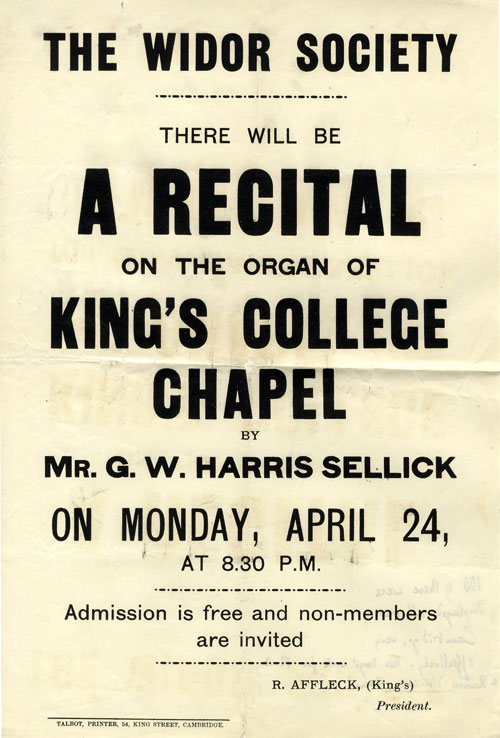 THE WIDOR SOCIETY
THERE WILL BE
A RECITAL
ON THE ORGAN OF
KING'S COLLEGE
CHAPEL
BY
MR. G. W. HARRIS SELLICK
ON MONDAY, APRIL 24,
AT 8.30 P.M.
Admission is free and non-members
are invited
R. AFFLECK, (King's)
President.
TALBOT, PRINTER, 54, KING STREET, CAMBRIDGE.